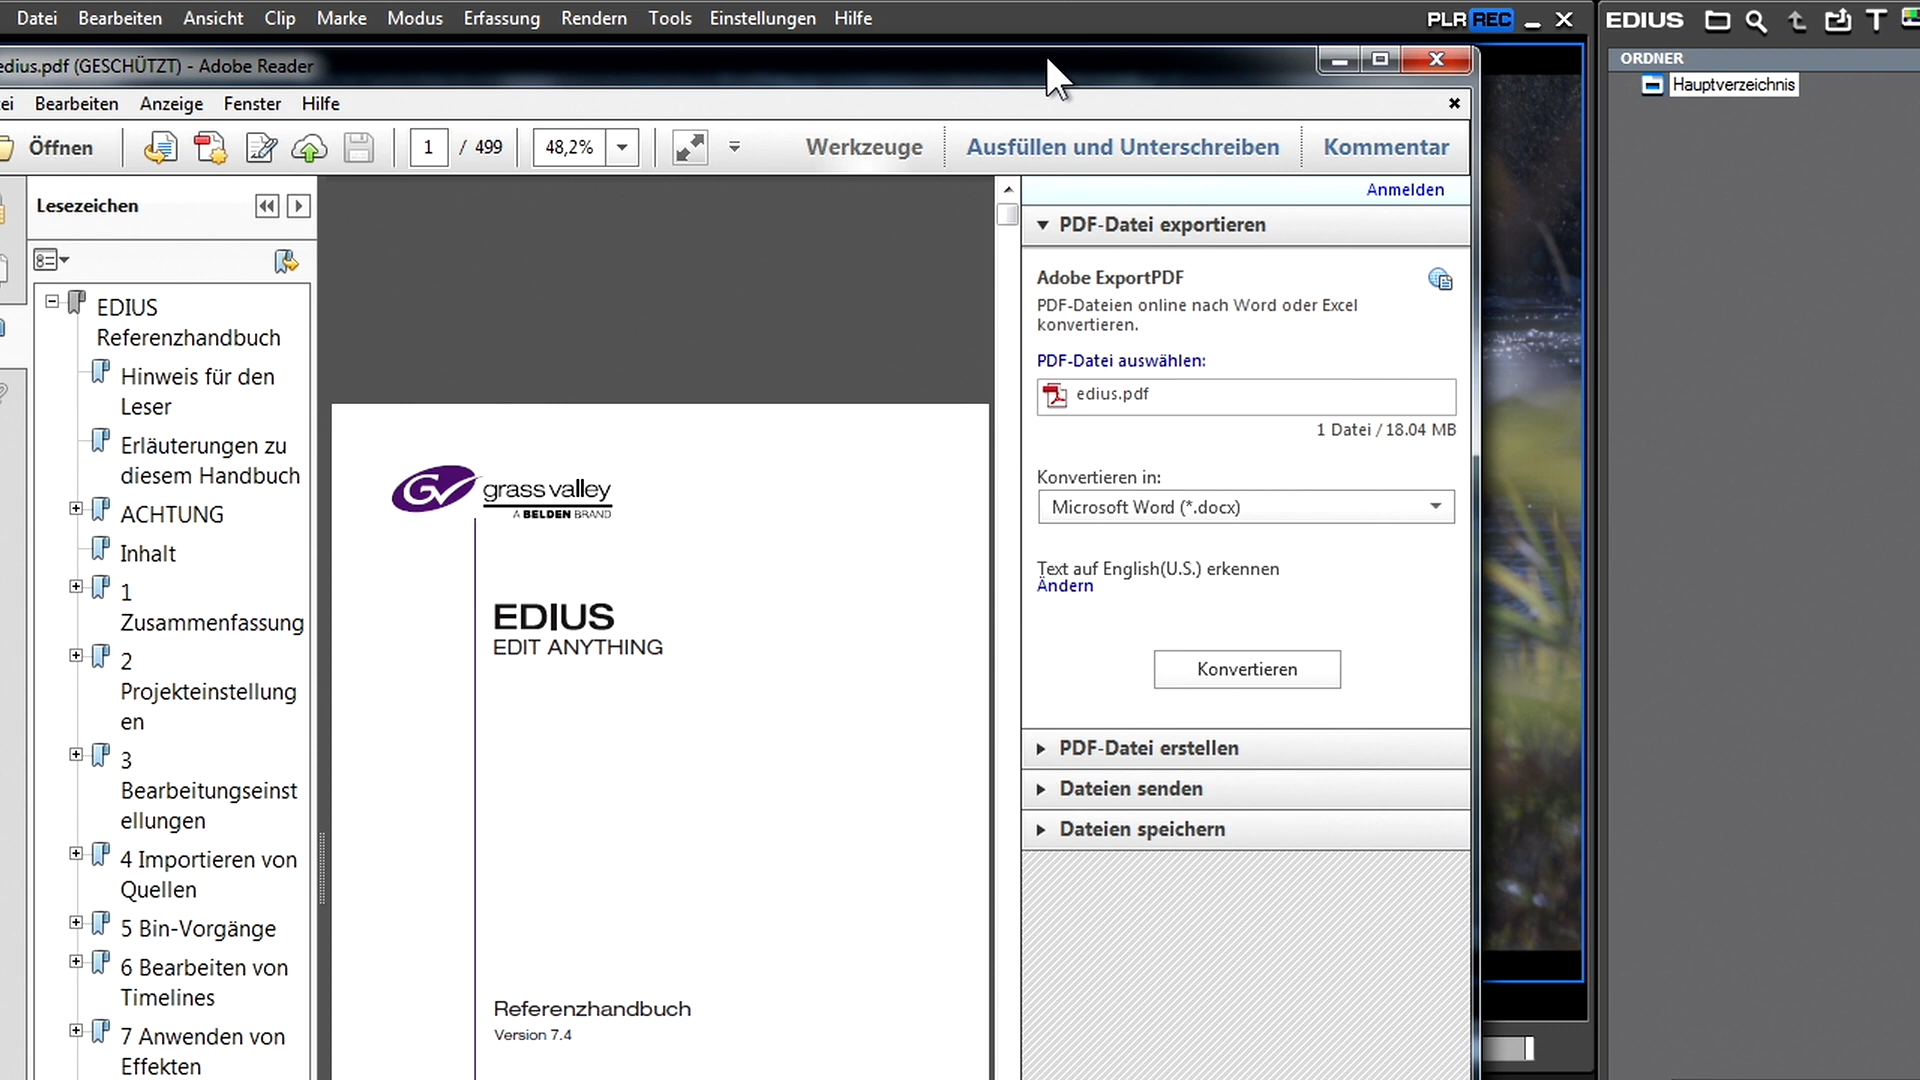 Datei Bearbeiten Ansicht Clip Marke Modus Erfassung Rendern Tools Einstellungen Hilfe
PLR REC
EDIUS
T
edius.pdf (GESCHÜTZT) - Adobe Reader
ORDNER
Hauptverzeichnis
ei Bearbeiten Anzeige Fenster Hilfe
Öffnen
1 / 499
48,2%
Werkzeuge
Ausfüllen und Unterschreiben
Kommentar
Anmelden
Lesezeichen
EDIUS
Referenzhandbuch
Hinweis für den
Leser
Erläuterungen zu
diesem Handbuch
ACHTUNG
Inhalt
1
Zusammenfassung
2
Projekteinstellung
en
3
Bearbeitungseinst
ellungen
4 Importieren von
Quellen
5 Bin-Vorgänge
6 Bearbeiten von
Timelines
7 Anwenden von
Effekten
GV
grass valley
A BELDEN BRAND
EDIUS
EDIT ANYTHING
Referenzhandbuch
Version 7.4
PDF-Datei exportieren
Adobe ExportPDF
PDF-Dateien online nach Word oder Excel
konvertieren.
PDF-Datei auswählen:
edius.pdf
1 Datei / 18.04 MB
Konvertieren in:
Microsoft Word (*.docx)
Text auf English(U.S.) erkennen
Ändern
Konvertieren
PDF-Datei erstellen
Dateien senden
Dateien speichern